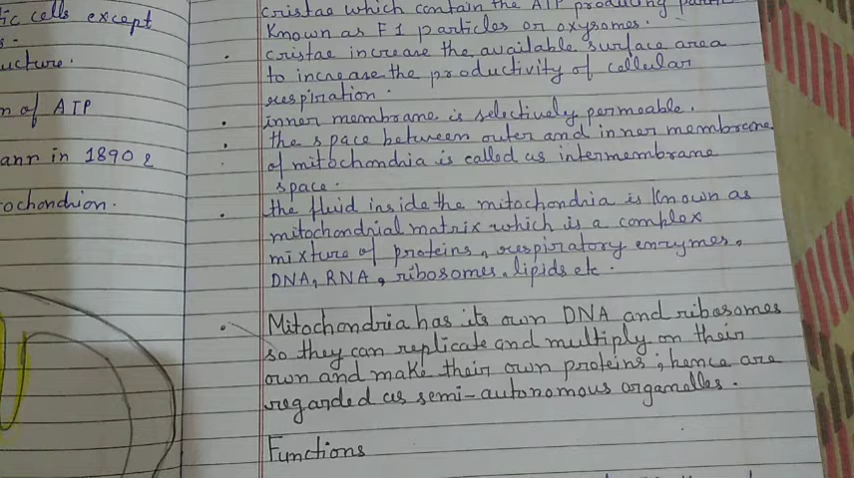 ic cells except
s.
ucture.
n of ATP
ann in 1890 &
ochondrion.
cristae which contain the ATP producing
Known as F1 particles or oxysomes.
• cristae increase the available surface area
to increase the productivity of cellular
respiration.
• inner membrane is selectively permeable.
• the space between outer and inner membrane
of mitochondria is called as intermembrane
space.
• the fluid inside the mitochondria is Known as
mitochondrial matrix which is a complex
mixture of proteins, respiratory enzymes,
DNA, RNA, ribosomes, lipids etc.
• Mitochondria has its own DNA and ribosomes
so they can replicate and multiply on their
own and make their own proteins; hence are
regarded as semi-autonomous organelles.
Functions